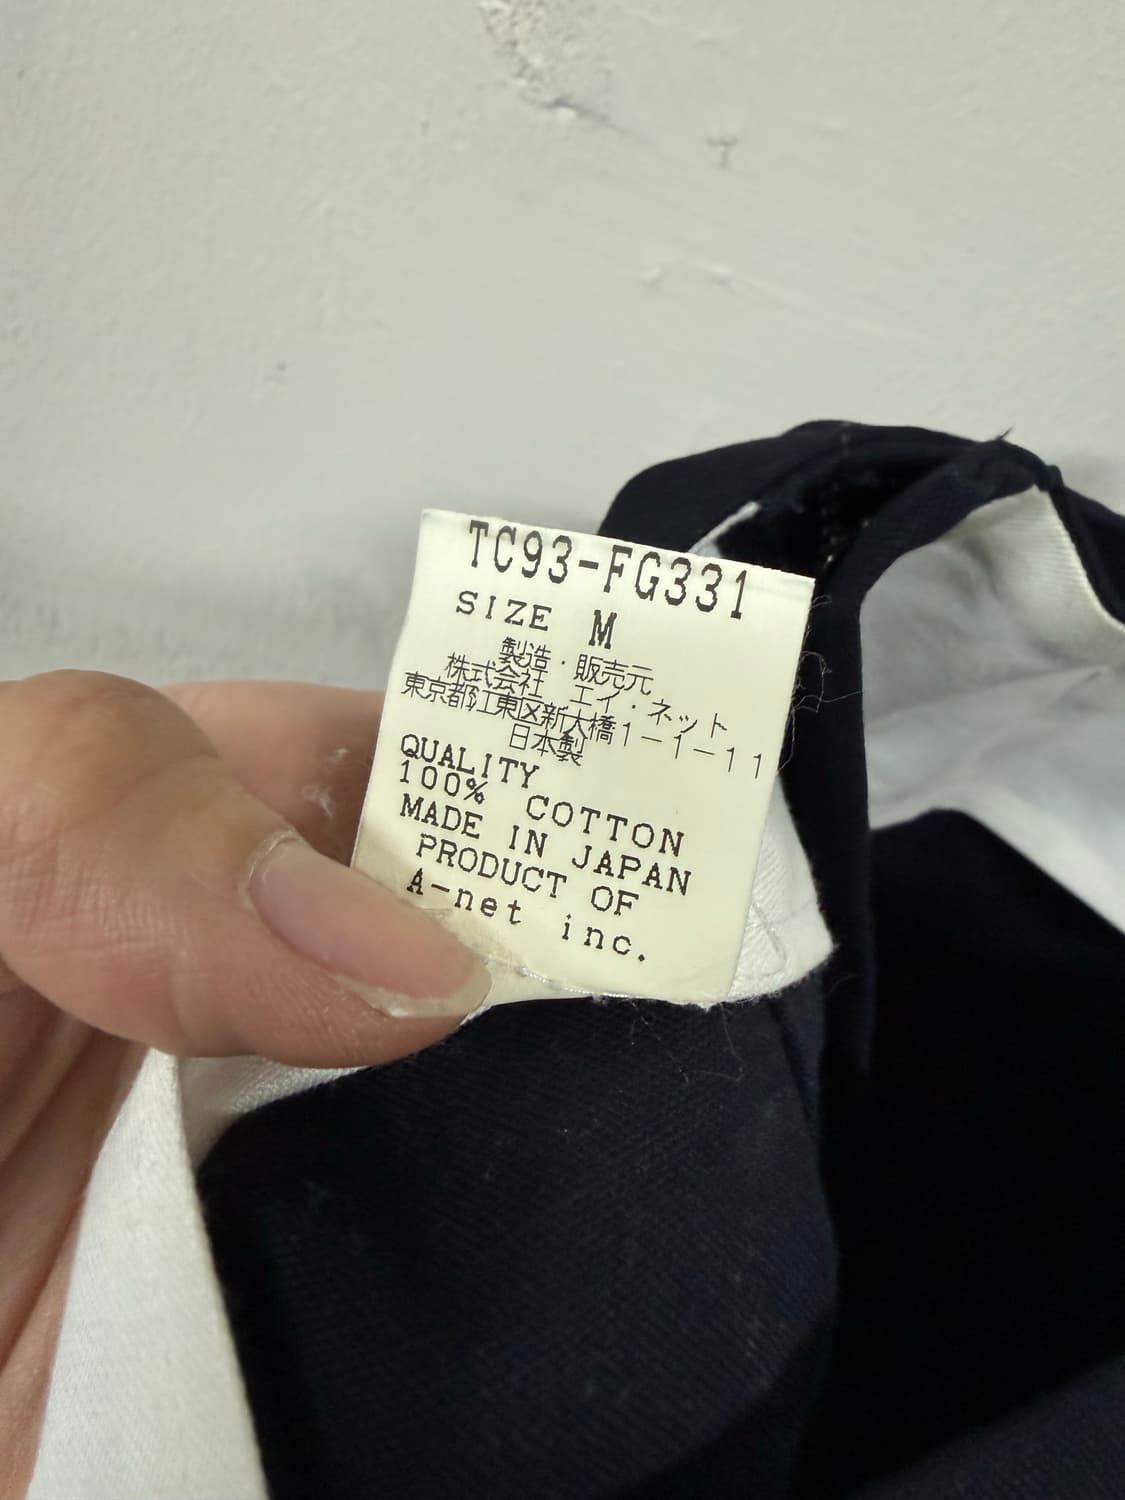 TC93-FG331
SIZE M
製造・販売元
株式会社 エイ・ネット
東京都江東区新大橋1-1-11
日本製
QUALITY
100% COTTON
MADE IN JAPAN
PRODUCT OF
A-net inc.